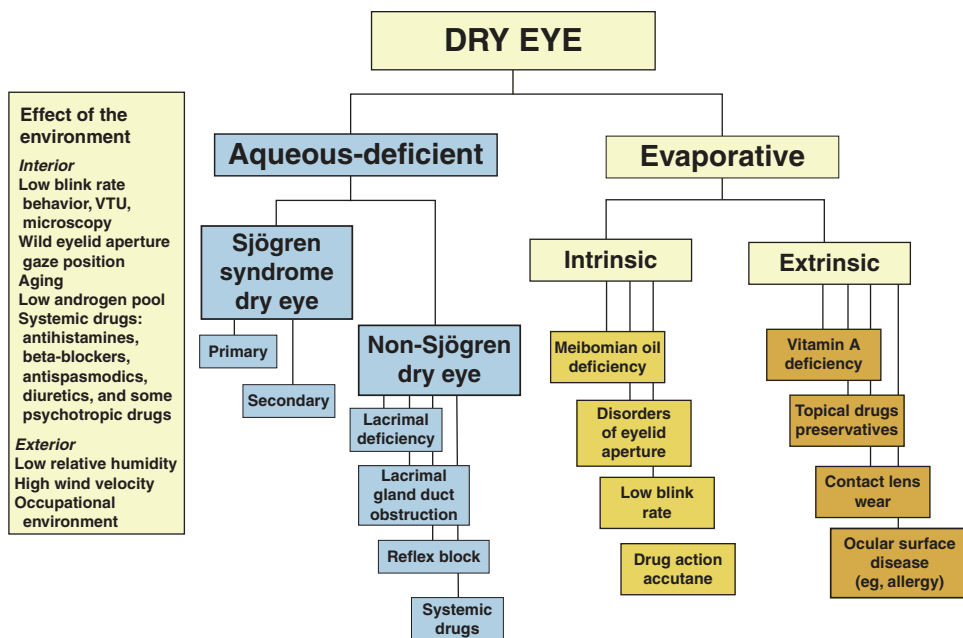 DRY EYE
Effect of the
environment
Interior
Low blink rate
behavior, VTU,
microscopy
Wild eyelid aperture
gaze position
Aging
Low androgen pool
Systemic drugs:
antihistamines,
beta-blockers,
antispasmodics,
diuretics, and some
psychotropic drugs
Exterior
Low relative humidity
High wind velocity
Occupational
environment
Aqueous-deficient
Sjögren
syndrome
dry eye
Primary
Secondary
Non-Sjögren
dry eye
Lacrimal
deficiency
Lacrimal
gland duct
obstruction
Reflex block
Systemic
drugs
Evaporative
Intrinsic
Meibomian oil
deficiency
Disorders
of eyelid
aperture
Low blink
rate
Drug action
accutane
Extrinsic
Vitamin A
deficiency
Topical drugs
preservatives
Contact lens
wear
Ocular surface
disease
(eg, allergy)